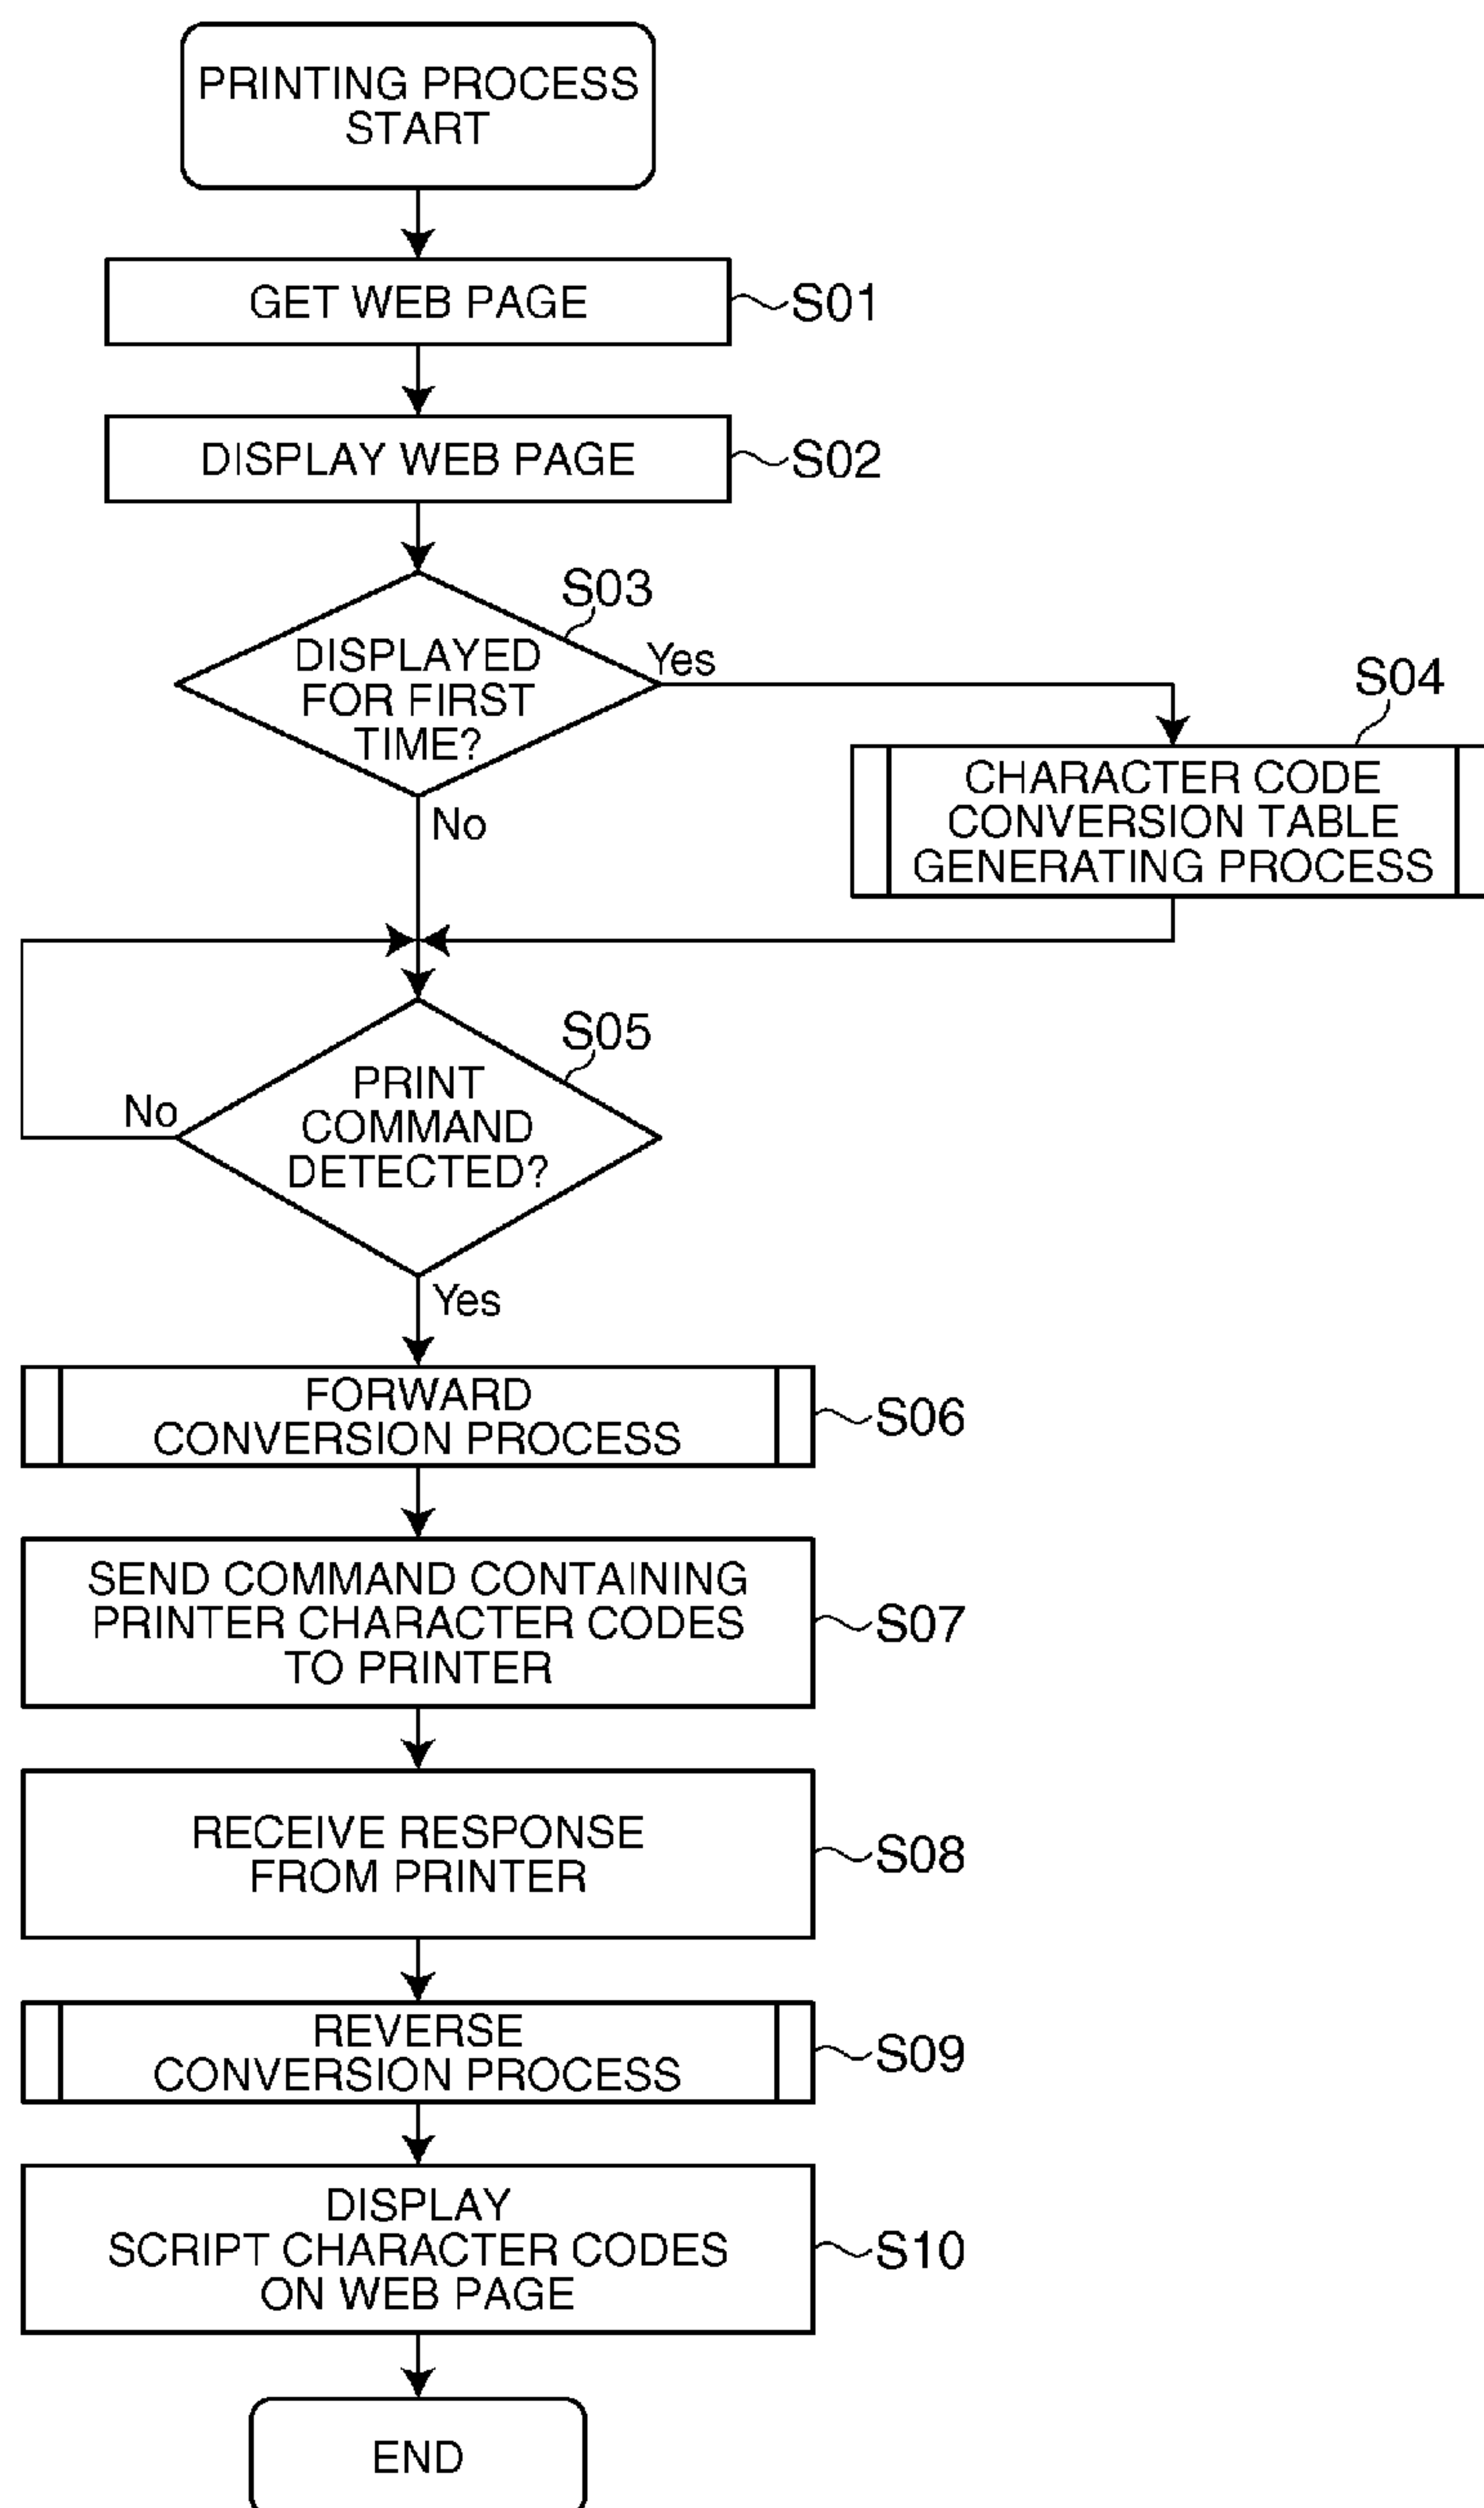 PRINTING PROCESS
START
GET WEB PAGE
S01
DISPLAY WEB PAGE
S02
S03
DISPLAYED
FOR FIRST
TIME?
Yes
No
S04
CHARACTER CODE
CONVERSION TABLE
GENERATING PROCESS
S05
PRINT
COMMAND
DETECTED?
No
Yes
FORWARD
CONVERSION PROCESS
S06
SEND COMMAND CONTAINING
PRINTER CHARACTER CODES
TO PRINTER
S07
RECEIVE RESPONSE
FROM PRINTER
S08
REVERSE
CONVERSION PROCESS
S09
DISPLAY
SCRIPT CHARACTER CODES
ON WEB PAGE
S10
END